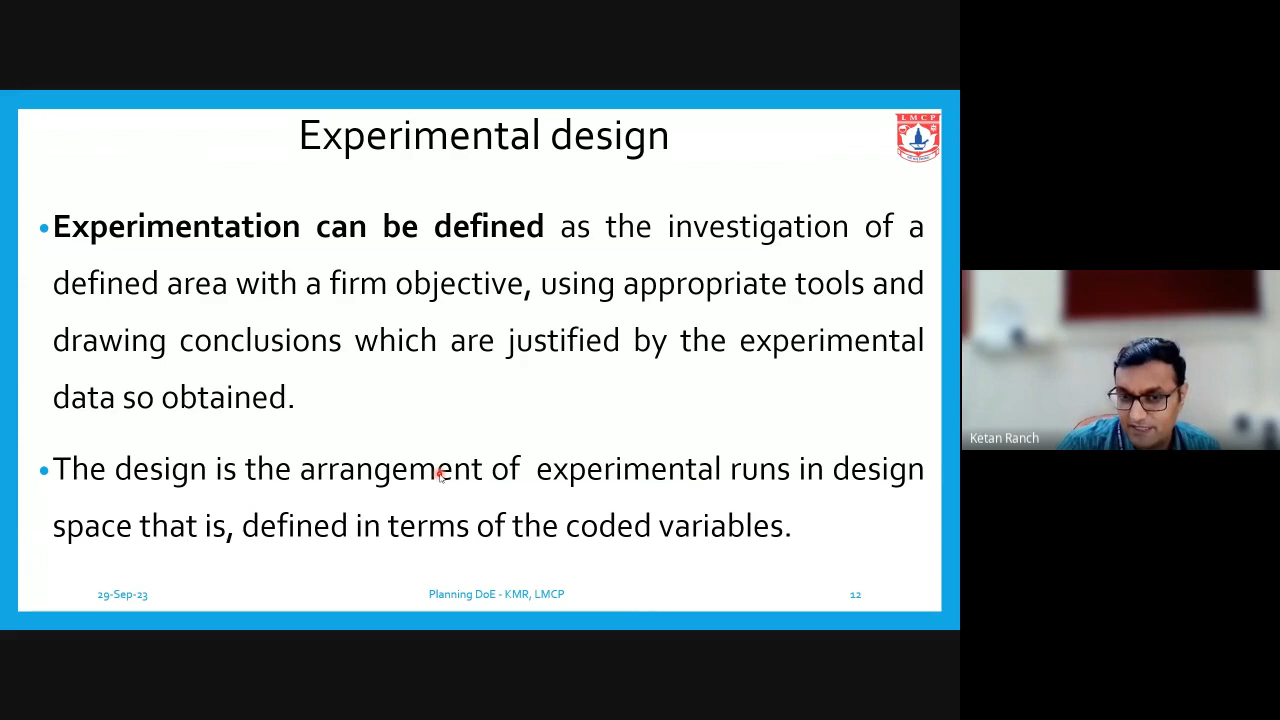 Experimental design
LMCP
•Experimentation can be defined as the investigation of a
defined area with a firm objective, using appropriate tools and
drawing conclusions which are justified by the experimental
data so obtained.
•The design is the arrangement of experimental runs in design
space that is, defined in terms of the coded variables.
29-Sep-23
Planning DoE - KMR, LMCP
12
Ketan Ranch